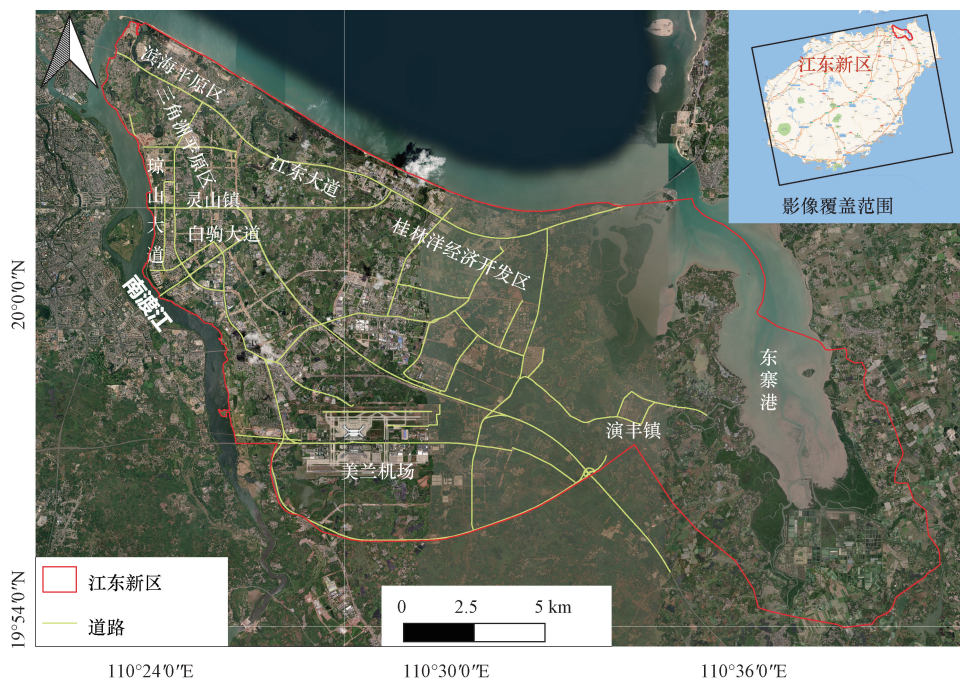 江东新区
影像覆盖范围
滨海平原区
三角洲平原区
江东大道
琼山大道
灵山镇
白驹大道
桂林洋经济开发区
南渡江
东寨港
演丰镇
美兰机场
20°0′0″N
19°54′0″N
江东新区
道路
0 2.5 5 km
110°24′0″E 110°30′0″E 110°36′0″E